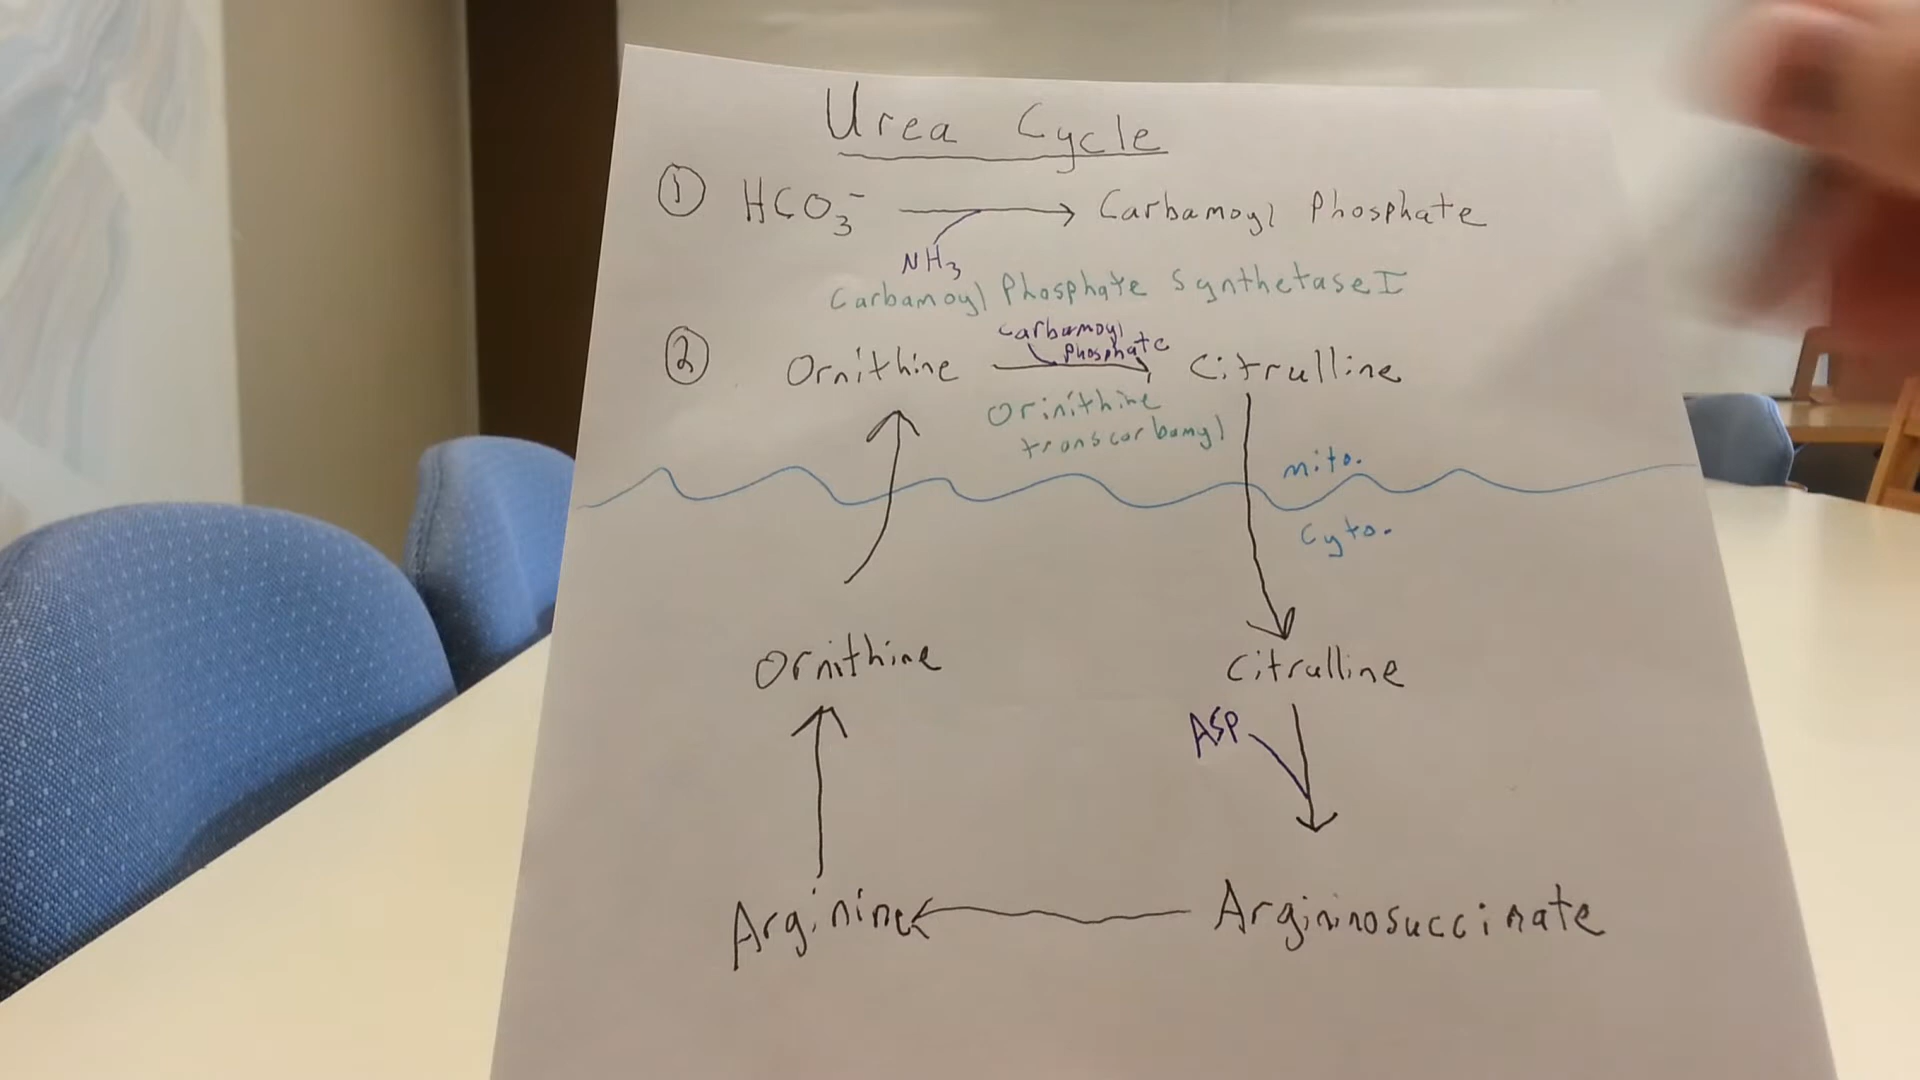 Urea Cycle
① HCO₃⁻ → Carbamoyl Phosphate
NH₃
Carbamoyl Phosphate Synthetase I
Carbamoyl
Phosphate
② Ornithine → Citrulline
Orinithine
transcarbamyl
mito.
Cyto.
Ornithine Citrulline
ASP
Arginine ← Argininosuccinate